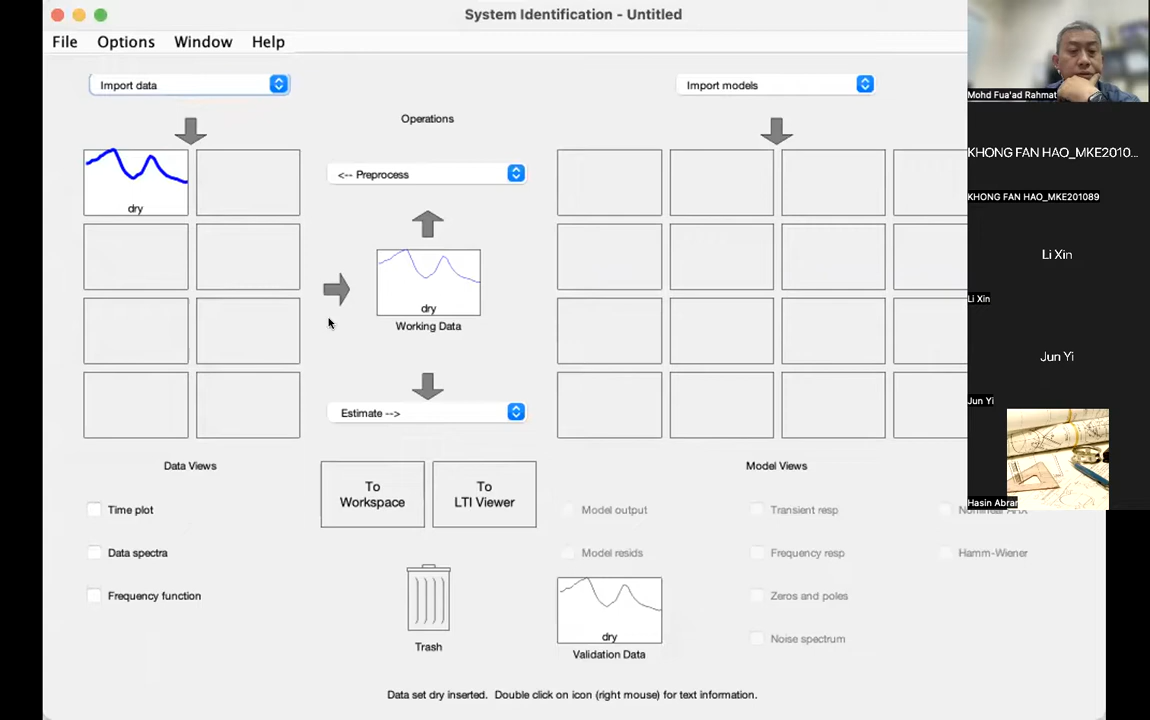 System Identification - Untitled
File Options Window Help
Import data
Import models
Operations
<-- Preprocess
dry
dry
Working Data
Estimate -->
Data Views
Model Views
To
Workspace
To
LTI Viewer
Time plot
Data spectra
Frequency function
Model output
Model resids
Transient resp
Frequency resp
Zeros and poles
Noise spectrum
Hamm-Wiener
Trash
dry
Validation Data
Data set dry inserted. Double click on icon (right mouse) for text information.
Mohd Fua'ad Rahmat
KHONG FAN HAO_MKE2010...
KHONG FAN HAO_MKE201089
Li Xin
Li Xin
Jun Yi
Jun Yi
Hasin Abrar